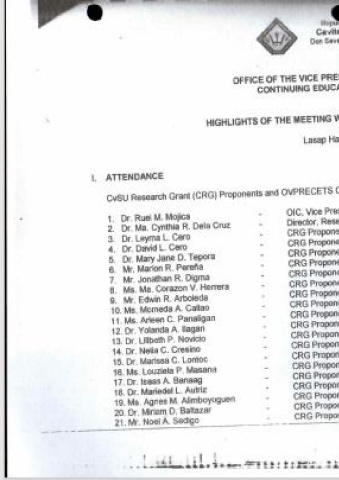 Repu
Cavite
Don Seve
OFFICE OF THE VICE PRE
CONTINUING EDUCA
HIGHLIGHTS OF THE MEETING W
Lasap Ha
I. ATTENDANCE
CvSU Research Grant (CRG) Proponents and OVPRECETS O
1. Dr. Ruel M. Mojica - OIC, Vice Pres
2. Dr. Ma. Cynthia R. Dela Cruz - Director, Rese
3. Dr. Leyma L. Cero - CRG Propone
4. Dr. David L. Cero - CRG Propone
5. Dr. Mary Jane D. Tepora - CRG Propone
6. Mr. Marlon R. Pereña - CRG Propone
7. Mr. Jonathan R. Digma - CRG Propone
8. Ms. Ma. Corazon V. Herrera - CRG Propone
9. Mr. Edwin R. Arboleda - CRG Propone
10. Ms. Morneda A. Callao - CRG Propone
11. Ms. Arleen C. Panaligan - CRG Propon
12. Dr. Yolanda A. Ilagan - CRG Propon
13. Dr. Lilibeth P. Novicio - CRG Propon
14. Dr. Nelia C. Cresino - CRG Propon
15. Dr. Marissa C. Lontoc - CRG Propon
16. Ms. Louziela P. Masana - CRG Propon
17. Dr. Isaas A. Banaag - CRG Propon
18. Dr. Mariedel L. Autriz - CRG Propon
19. Ms. Agnes M. Alimboyoguen - CRG Propon
20. Dr. Miriam D. Baltazar - CRG Propon
21. Mr. Noel A. Sedigo - CRG Propon